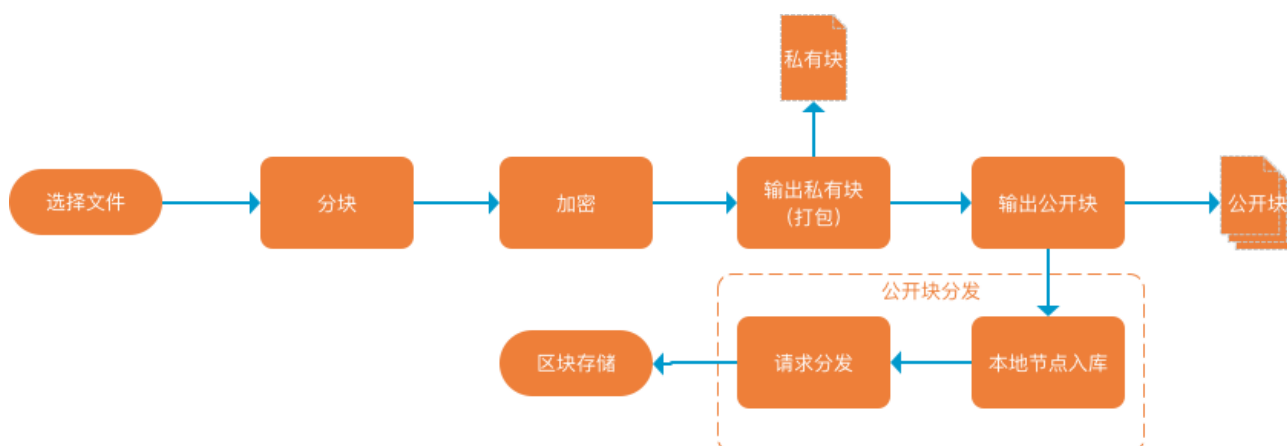 私有块
选择文件
分块
加密
输出私有块
(打包)
输出公开块
公开块
公开块分发
区块存储
请求分发
本地节点入库